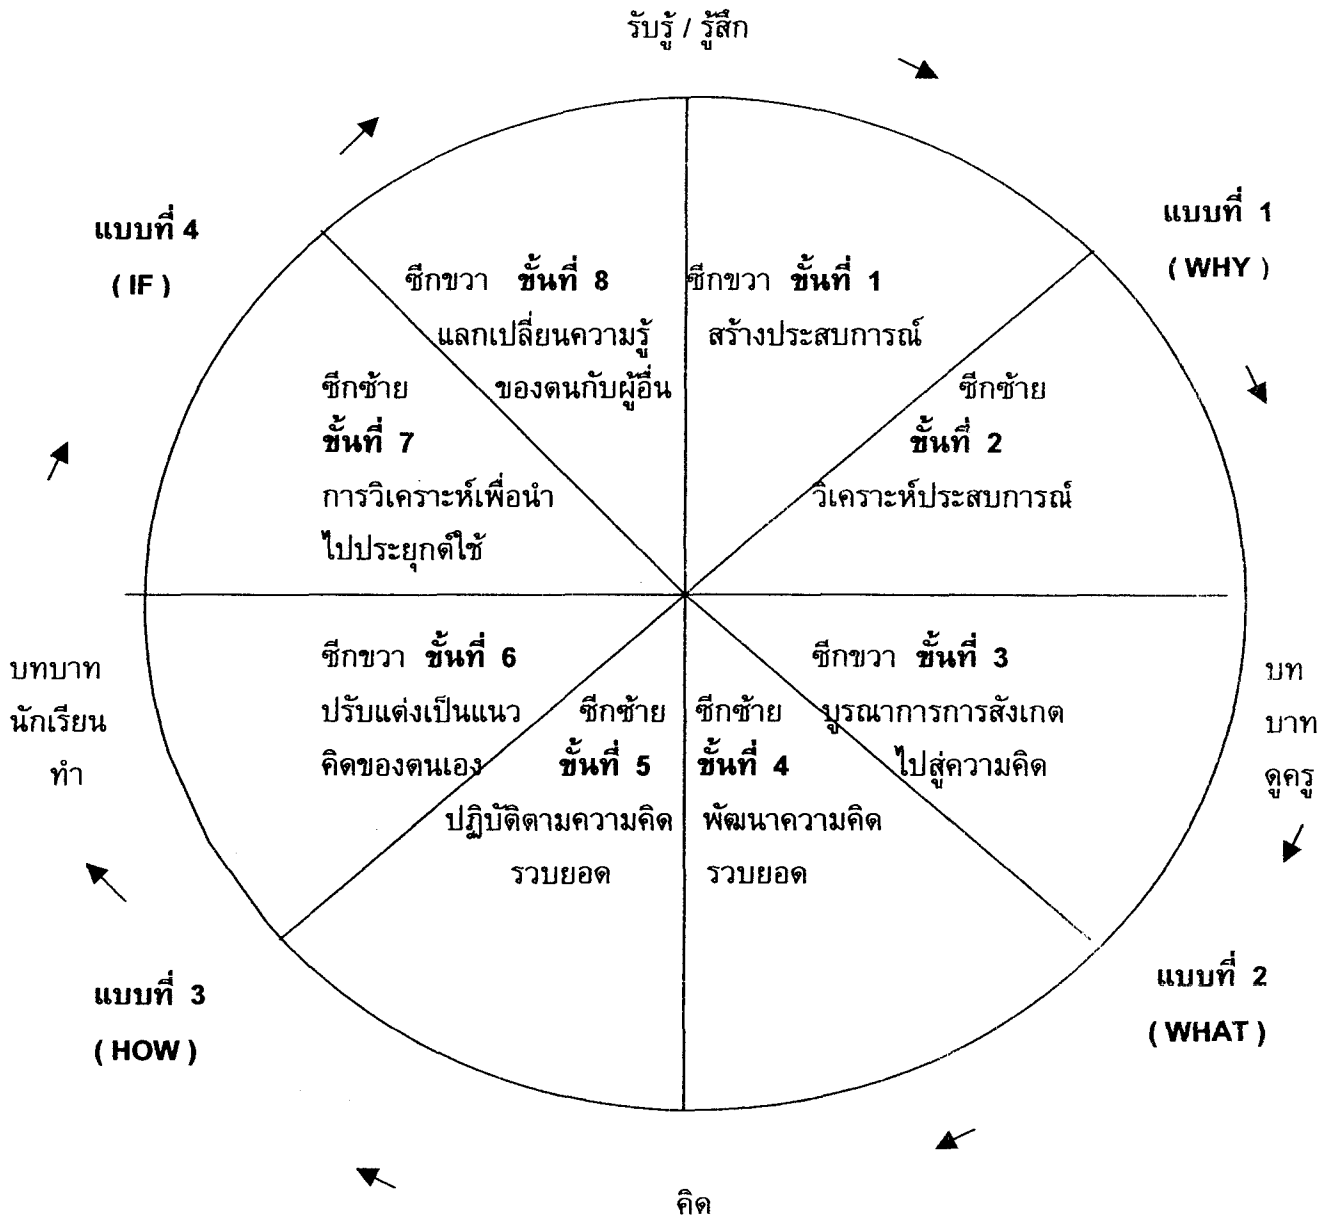 รับรู้ / รู้สึก
แบบที่ 1
( WHY )
แบบที่ 4
( IF )
ซีกขวา ขั้นที่ 8
แลกเปลี่ยนความรู้
ของตนกับผู้อื่น
ซีกขวา ขั้นที่ 1
สร้างประสบการณ์
ซีกซ้าย
ขั้นที่ 2
วิเคราะห์ประสบการณ์
ซีกซ้าย
ขั้นที่ 7
การวิเคราะห์เพื่อนำ
ไปประยุกต์ใช้
บทบาท
นักเรียน
ทำ
ซีกขวา ขั้นที่ 6
ปรับแต่งเป็นแนว
คิดของตนเอง
ซีกซ้าย
ขั้นที่ 5
ปฏิบัติตามความคิด
รวบยอด
ซีกซ้าย
ขั้นที่ 4
พัฒนาความคิด
รวบยอด
ซีกขวา ขั้นที่ 3
บูรณาการการสังเกต
ไปสู่ความคิด
บท
บาท
ดูครู
แบบที่ 3
( HOW )
แบบที่ 2
( WHAT )
คิด